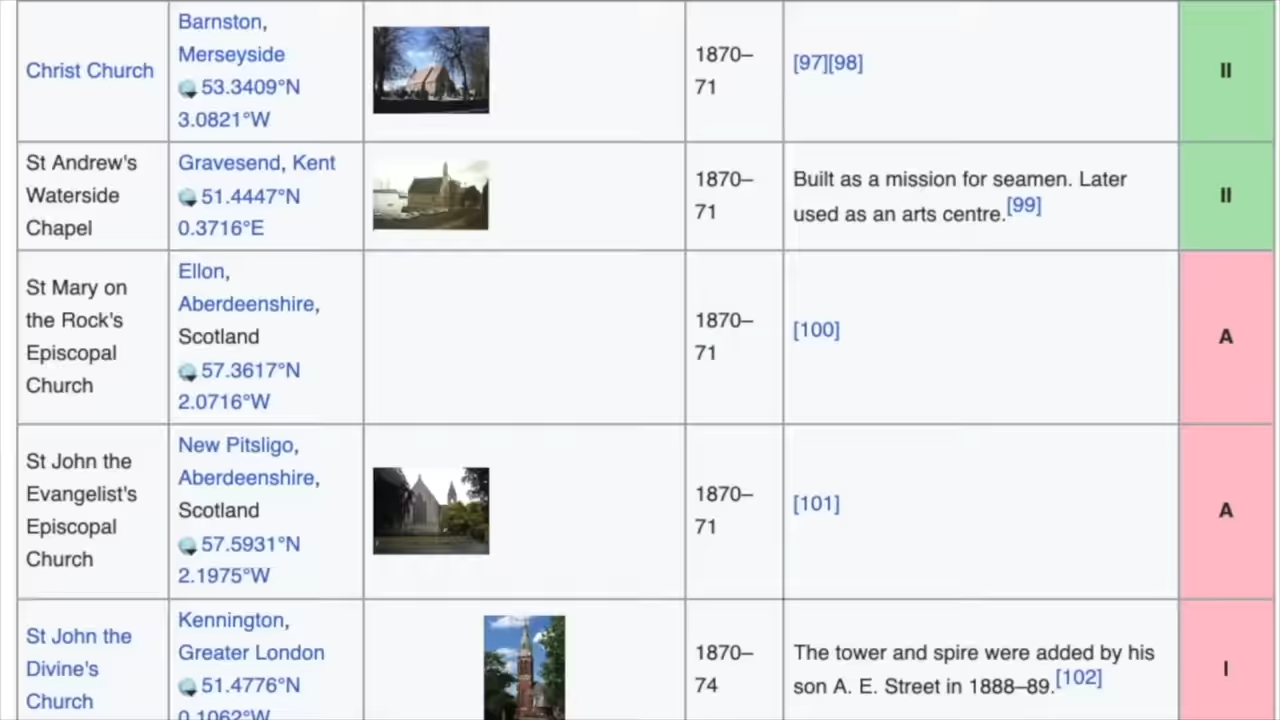 Christ Church
Barnston,
Merseyside
53.3409°N
3.0821°W
1870–
71
[97][98]
II
St Andrew's
Waterside
Chapel
Gravesend, Kent
51.4447°N
0.3716°E
1870–
71
Built as a mission for seamen. Later
used as an arts centre.[99]
II
St Mary on
the Rock's
Episcopal
Church
Ellon,
Aberdeenshire,
Scotland
57.3617°N
2.0716°W
1870–
71
[100]
A
St John the
Evangelist's
Episcopal
Church
New Pitsligo,
Aberdeenshire,
Scotland
57.5931°N
2.1975°W
1870–
71
[101]
A
St John the
Divine's
Church
Kennington,
Greater London
51.4776°N
0.1062°W
1870–
74
The tower and spire were added by his
son A. E. Street in 1888–89.[102]
I